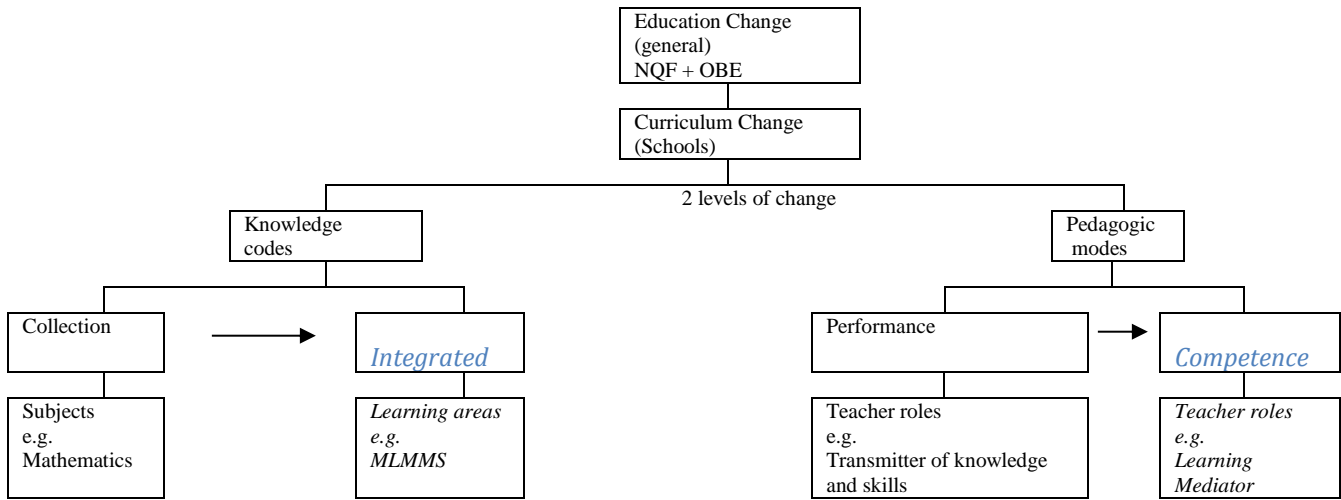 Education Change
(general)
NQF + OBE
Curriculum Change
(Schools)
2 levels of change
Knowledge
codes
Pedagogic
modes
Collection
Integrated
Performance
Competence
Subjects
e.g.
Mathematics
Learning areas
e.g.
MLMMS
Teacher roles
e.g.
Transmitter of knowledge
and skills
Teacher roles
e.g.
Learning
Mediator